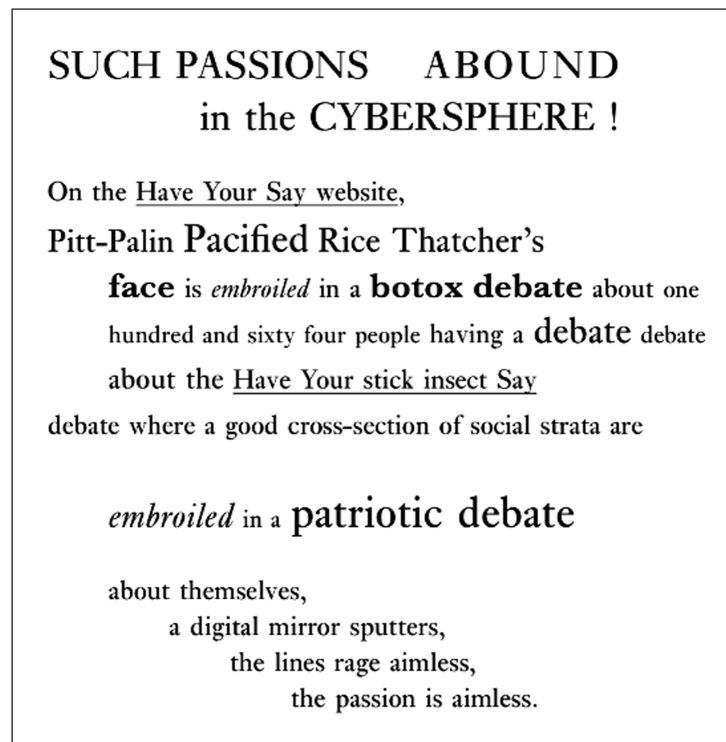 SUCH PASSIONS ABOUND
in the CYBERSPHERE !
On the Have Your Say website,
Pitt-Palin Pacified Rice Thatcher's
face is embroiled in a botox debate about one
hundred and sixty four people having a debate debate
about the Have Your stick insect Say
debate where a good cross-section of social strata are
embroiled in a patriotic debate
about themselves,
a digital mirror sputters,
the lines rage aimless,
the passion is aimless.